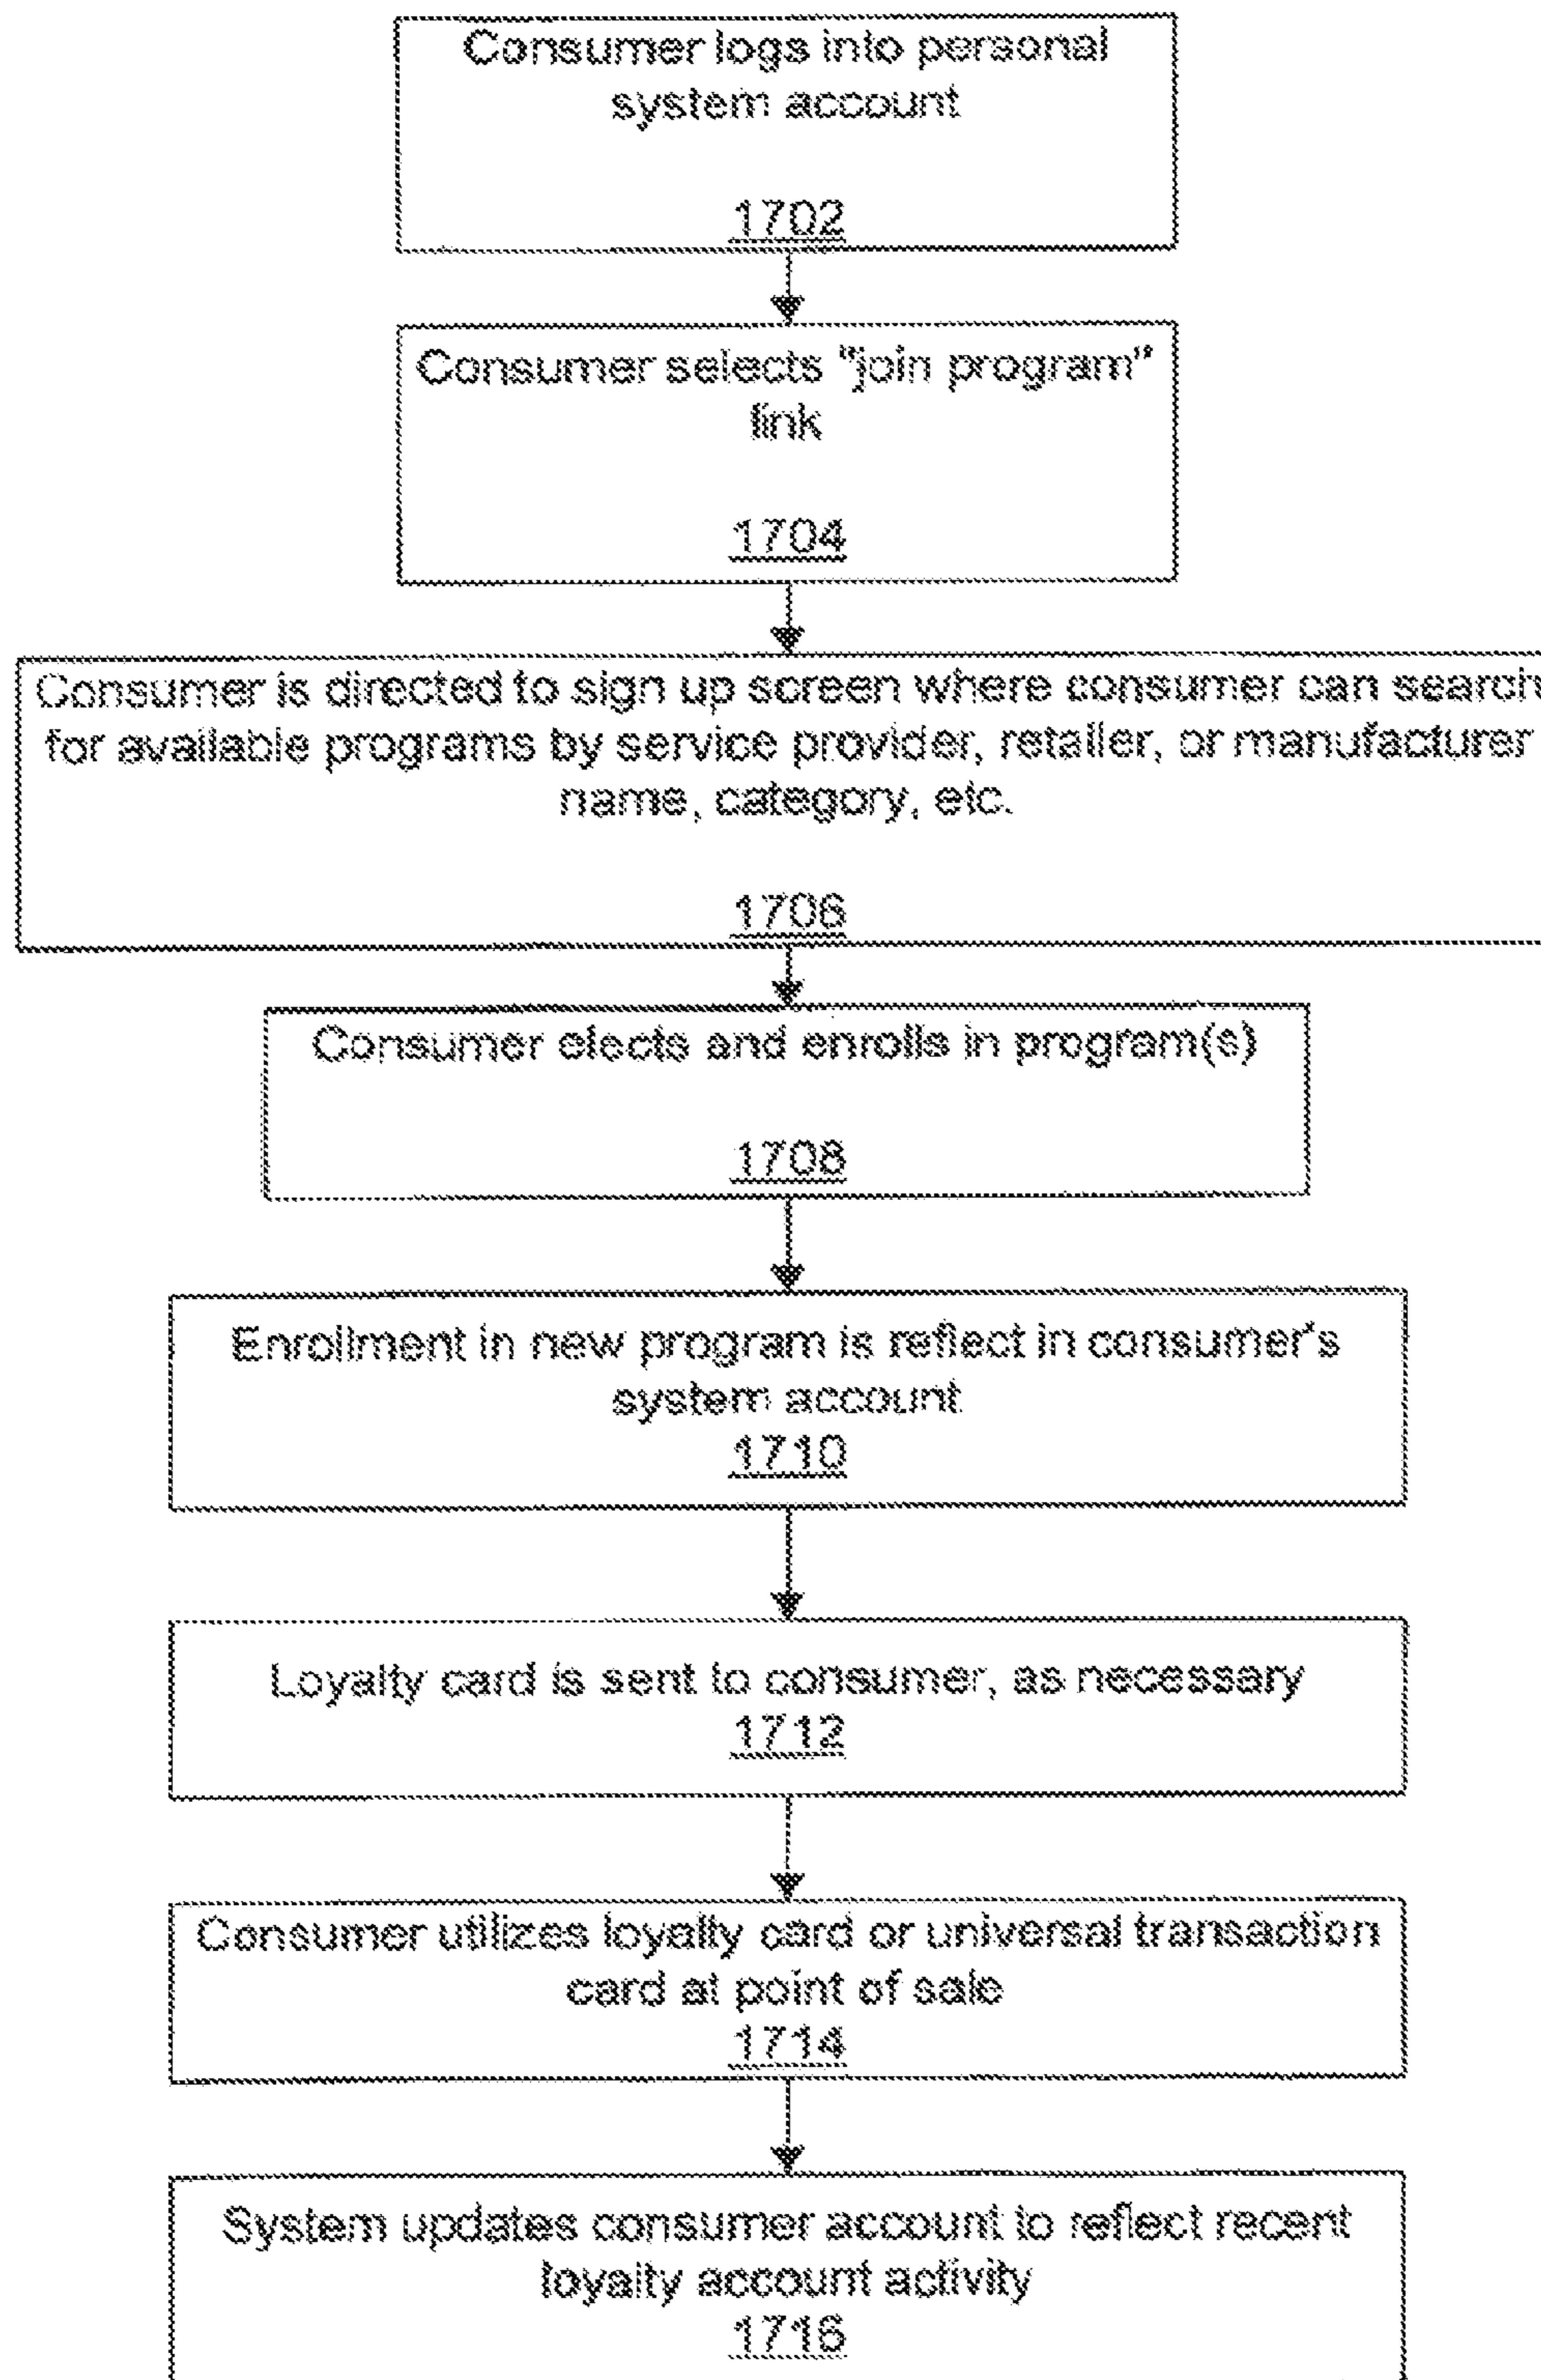 Consumer logs into personal
system account
1702
Consumer selects "join program"
link
1704
Consumer is directed to sign up screen where consumer can search
for available programs by service provider, retailer, or manufacturer
name, category, etc.
1706
Consumer elects and enrolls in program(s)
1708
Enrollment in new program is reflect in consumer's
system account
1710
Loyalty card is sent to consumer, as necessary
1712
Consumer utilizes loyalty card or universal transaction
card at point of sale
1714
System updates consumer account to reflect recent
loyalty account activity
1716